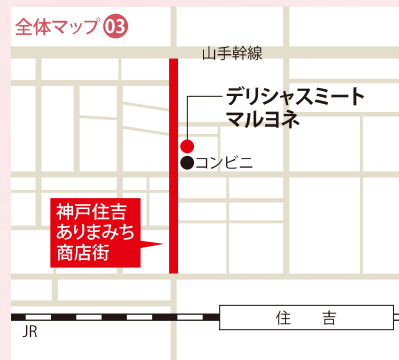 全体マップ03
山手幹線
デリシャスミート
マルヨネ
コンビニ
神戸住吉
ありまみち
商店街
住 吉
JR